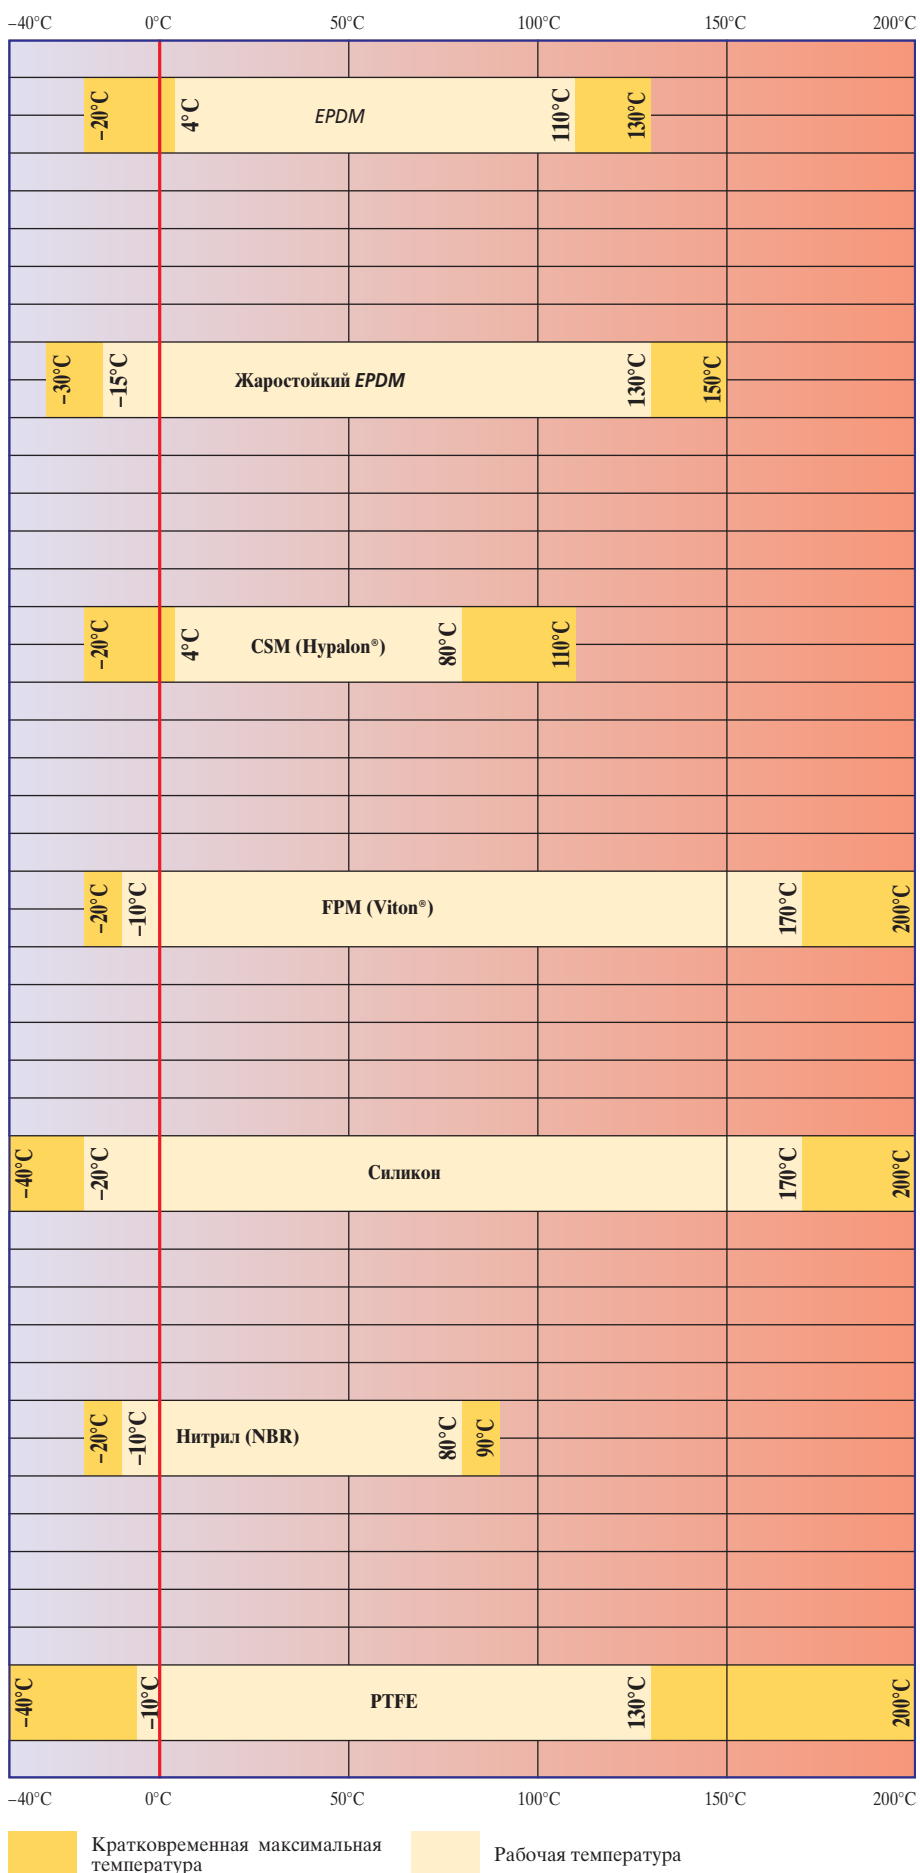 −40°C 0°C 50°C 100°C 150°C 200°C
−20°C 4°C EPDM 110°C 130°C
−30°C −15°C Жаростойкий EPDM 130°C 150°C
−20°C 4°C CSM (Hypalon®) 80°C 110°C
−20°C −10°C FPM (Viton®) 170°C 200°C
−40°C −20°C Силикон 170°C 200°C
−20°C −10°C Нитрил (NBR) 80°C 90°C
−40°C −10°C PTFE 130°C 200°C
−40°C 0°C 50°C 100°C 150°C 200°C
Кратковременная максимальная
температура
Рабочая температура